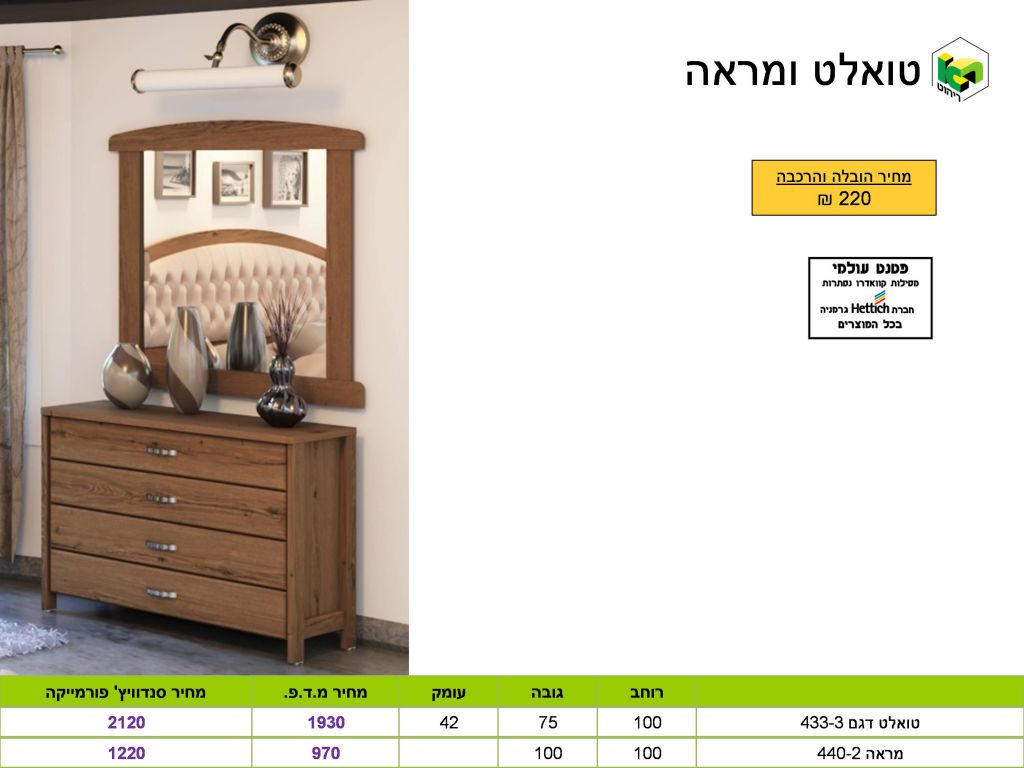 טואלט ומראה
ריהוט
מחיר הובלה והרכבה
220 ₪
פטנט עולמי
מסילות קוואדרו נסתרות
חברת Hettich גרמניה
בכל המוצרים
רוחב גובה עומק מחיר מ.ד.פ. מחיר סנדוויץ' פורמייקה
טואלט דגם 433-3 100 75 42 1930 2120
מראה 440-2 100 100 970 1220